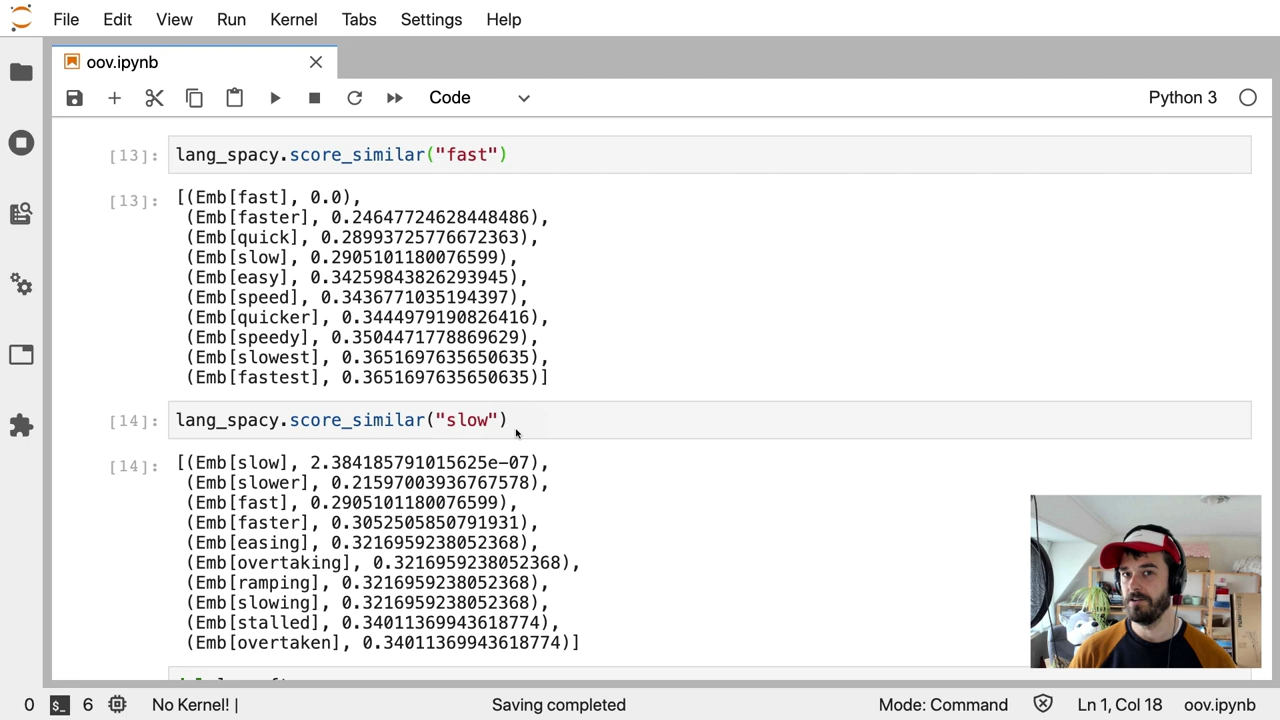 File Edit View Run Kernel Tabs Settings Help
oov.ipynb
Code
Python 3
[13]: lang_spacy.score_similar("fast")
[13]: [(Emb[fast], 0.0),
(Emb[faster], 0.24647724628448486),
(Emb[quick], 0.28993725776672363),
(Emb[slow], 0.2905101180076599),
(Emb[easy], 0.34259843826293945),
(Emb[speed], 0.3436771035194397),
(Emb[quicker], 0.3444979190826416),
(Emb[speedy], 0.3504471778869629),
(Emb[slowest], 0.3651697635650635),
(Emb[fastest], 0.3651697635650635)]
[14]: lang_spacy.score_similar("slow")
[14]: [(Emb[slow], 2.384185791015625e-07),
(Emb[slower], 0.21597003936767578),
(Emb[fast], 0.2905101180076599),
(Emb[faster], 0.3052505850791931),
(Emb[easing], 0.3216959238052368),
(Emb[overtaking], 0.3216959238052368),
(Emb[ramping], 0.3216959238052368),
(Emb[slowing], 0.3216959238052368),
(Emb[stalled], 0.34011369943618774),
(Emb[overtaken], 0.34011369943618774)]
0 $_ 6 No Kernel! | Saving completed Mode: Command Ln 1, Col 18 oov.ipynb